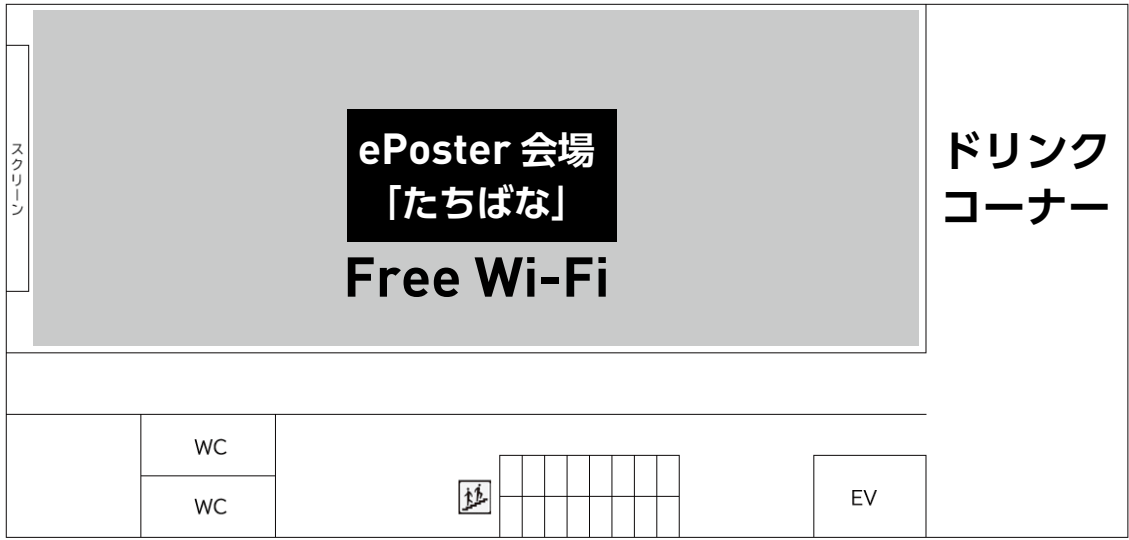 スクリーン
ePoster 会場
「たちばな」
Free Wi-Fi
ドリンク
コーナー
WC
WC
EV